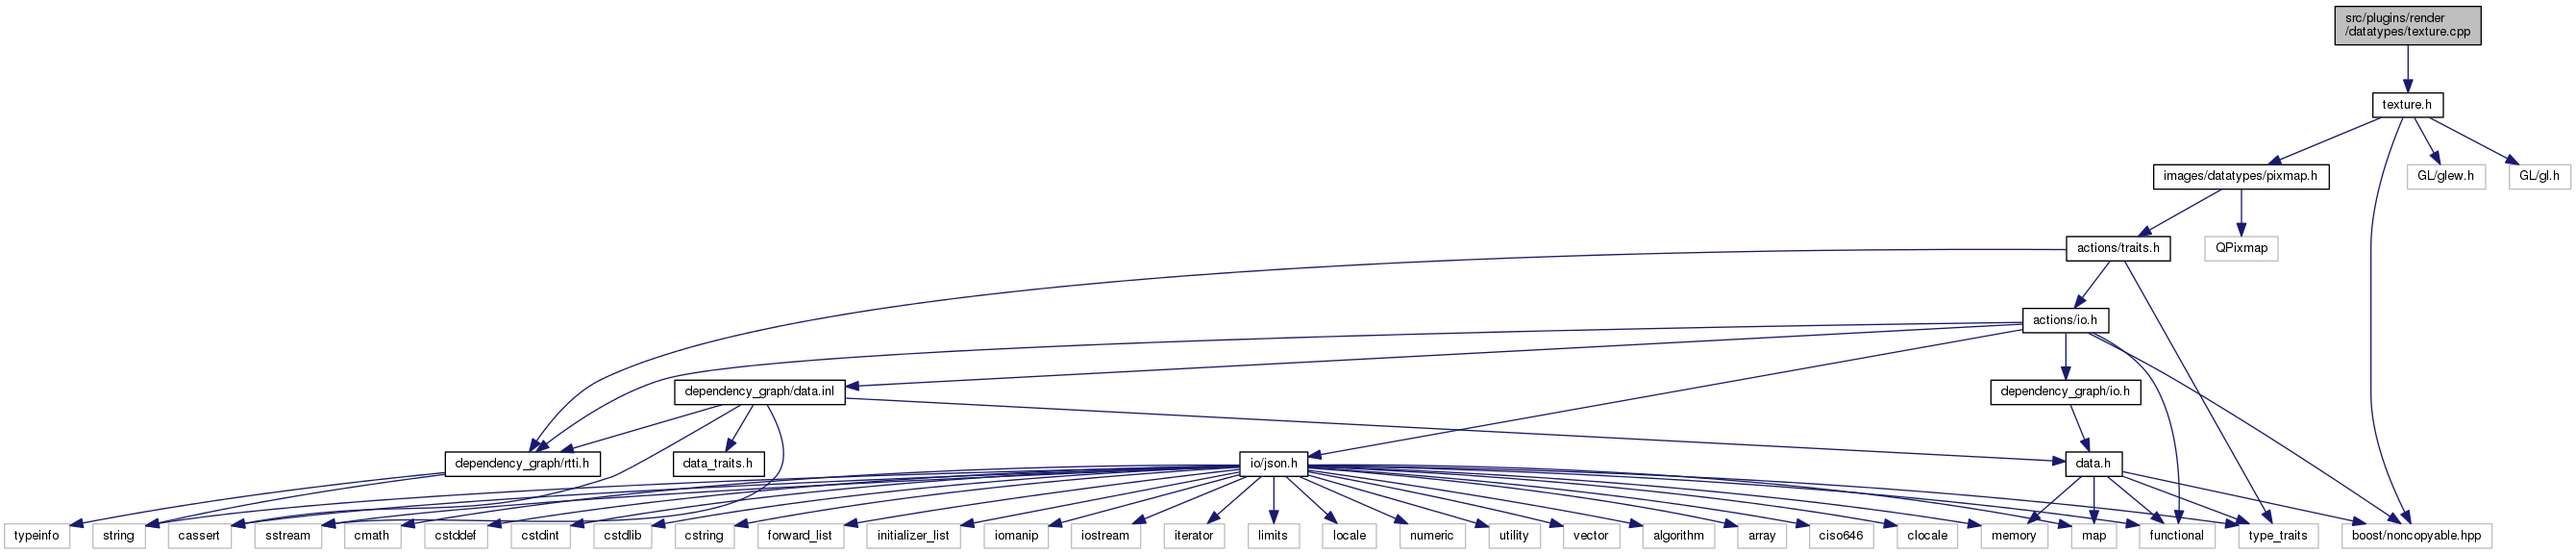 src/plugins/render
/datatypes/texture.cpp
texture.h
images/datatypes/pixmap.h
GL/glew.h
GL/gl.h
actions/traits.h
QPixmap
actions/io.h
dependency_graph/data.inl
dependency_graph/io.h
dependency_graph/rtti.h
data_traits.h
io/json.h
data.h
typeinfo
string
cassert
sstream
cmath
cstddef
cstdint
cstdlib
cstring
forward_list
initializer_list
iomanip
iostream
iterator
limits
locale
numeric
utility
vector
algorithm
array
ciso646
clocale
memory
map
functional
type_traits
boost/noncopyable.hpp